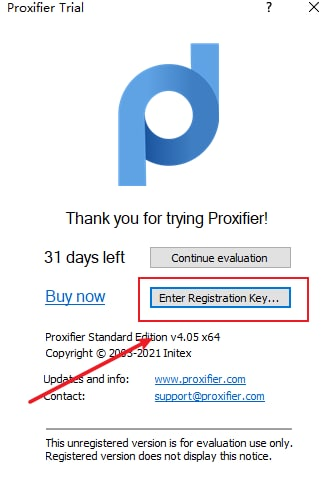 Proxifier Trial
Thank you for trying Proxifier!
31 days left Continue evaluation
Buy now Enter Registration Key...
Proxifier Standard Edition v4.05 x64
Copyright © 2003-2021 Initex
Updates and info: www.proxifier.com
Contact: support@proxifier.com
This unregistered version is for evaluation use only.
Registered version does not display this notice.